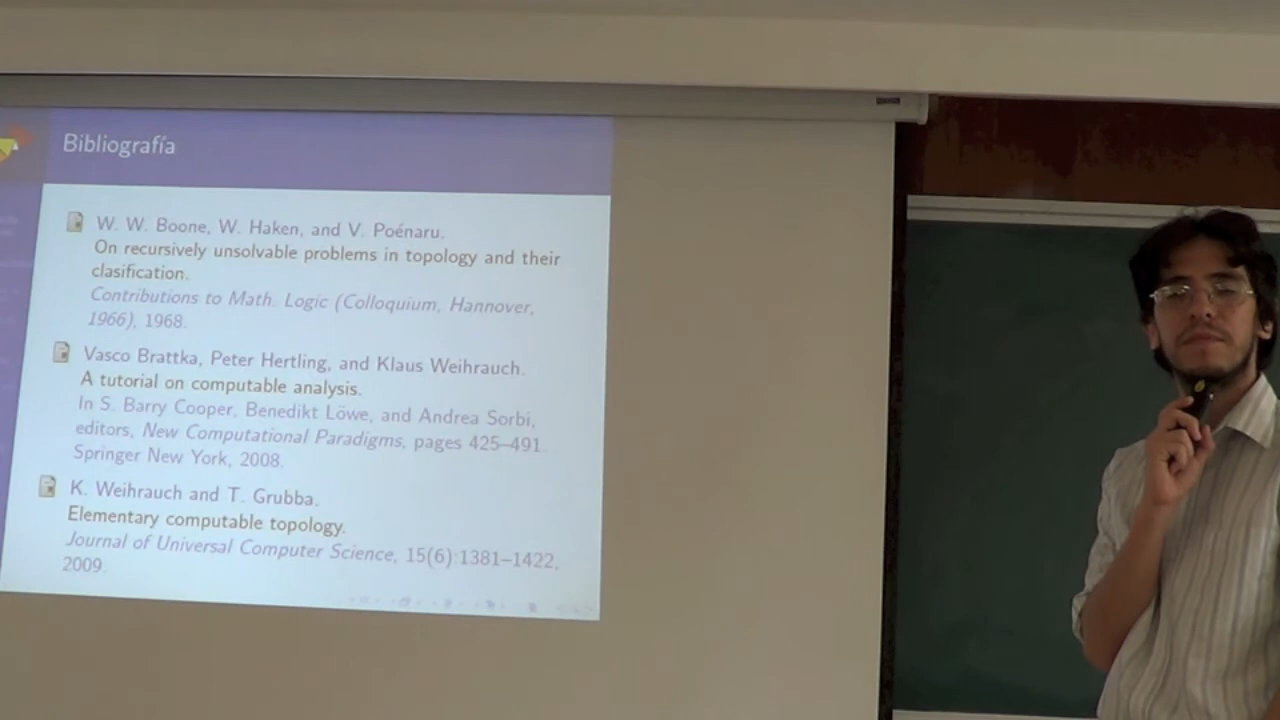 Bibliografía
W. W. Boone, W. Haken, and V. Poénaru.
On recursively unsolvable problems in topology and their
clasification.
Contributions to Math. Logic (Colloquium, Hannover,
1966), 1968.
Vasco Brattka, Peter Hertling, and Klaus Weihrauch.
A tutorial on computable analysis.
In S. Barry Cooper, Benedikt Löwe, and Andrea Sorbi,
editors, New Computational Paradigms, pages 425–491.
Springer New York, 2008.
K. Weihrauch and T. Grubba.
Elementary computable topology.
Journal of Universal Computer Science, 15(6):1381–1422,
2009.